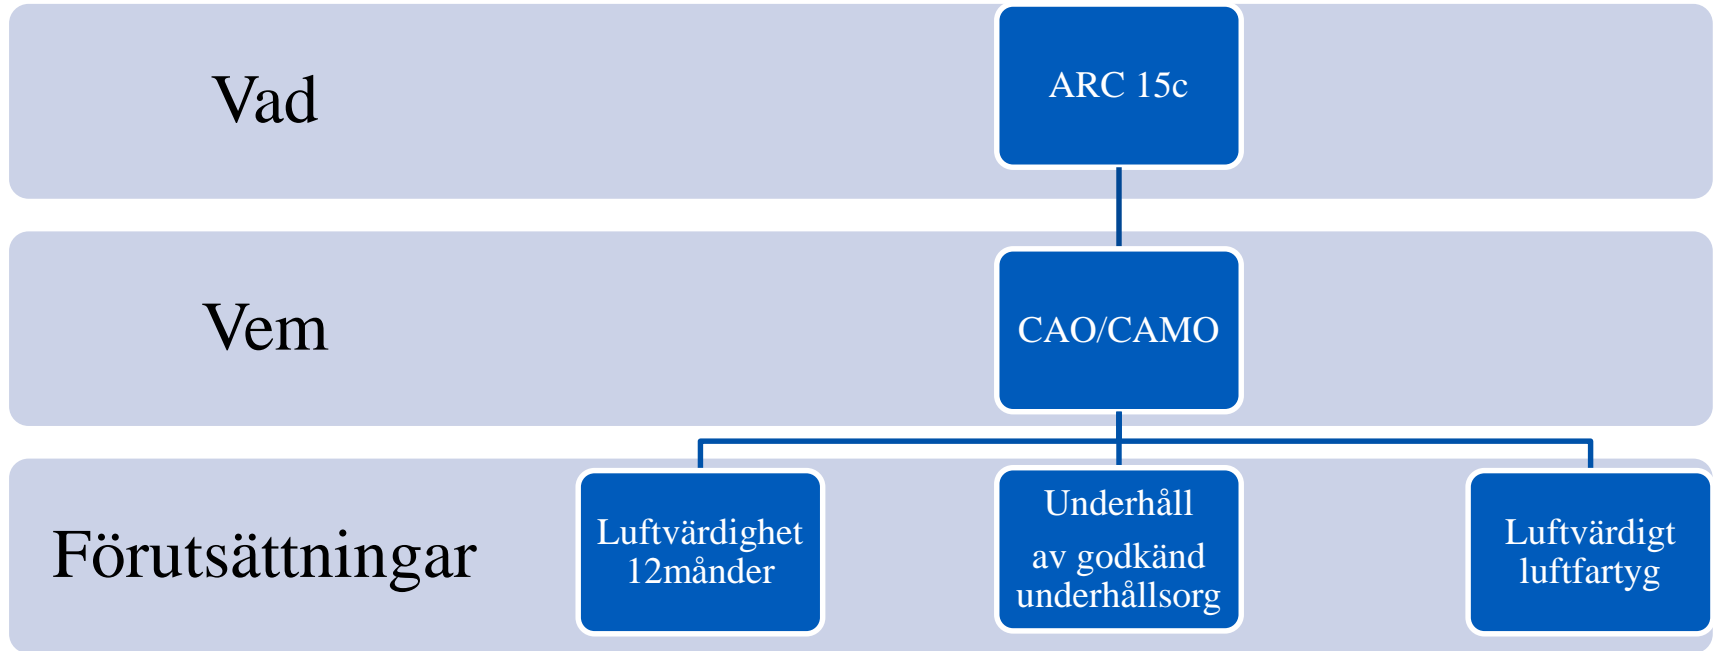 Vad
ARC 15c
Vem
CAO/CAMO
Förutsättningar
Luftvärdighet
12månder
Underhåll
av godkänd
underhållsorg
Luftvärdigt
luftfartyg